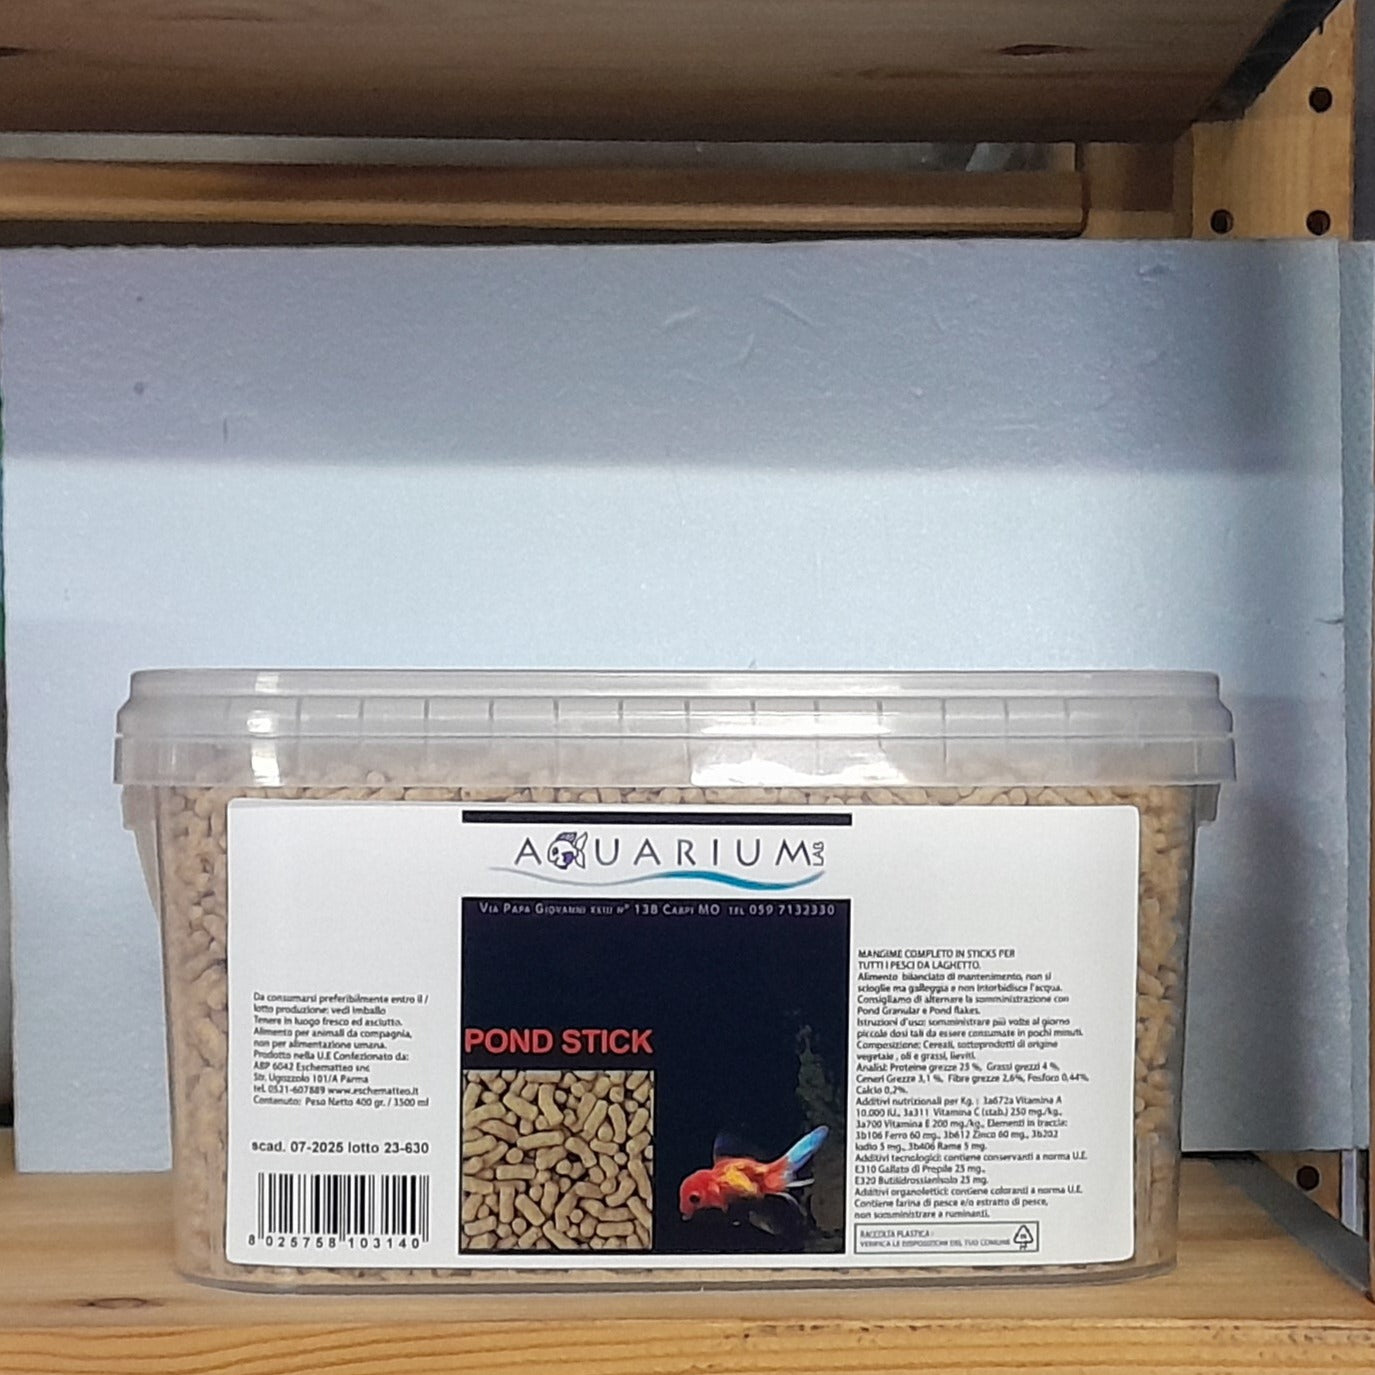 AQUARIUM LAB
Via Papa Giovanni XXIII n° 138 Carpi MO tel 059 7132330
Da consumarsi preferibilmente entro il /
lotto produzione: vedi imballo
Tenere in luogo fresco ed asciutto.
Alimento per animali da compagnia,
non per alimentazione umana.
Prodotto nella U.E Confezionato da:
ABP 6042 Eschematteo snc
Str. Ugozzolo 101/A Parma
tel. 0521-607889 www.eschematteo.it
Contenuto: Peso Netto 400 gr. / 3500 ml
scad. 07-2025 lotto 23-630
8 025758 103140
POND STICK
MANGIME COMPLETO IN STICKS PER
TUTTI I PESCI DA LAGHETTO.
Alimento bilanciato di mantenimento, non si
scioglie ma galleggia e non intorbidisce l'acqua.
Consigliamo di alternare la somministrazione con
Pond Granular e Pond flakes.
Istruzioni d'uso: somministrare più volte al giorno
piccole dosi tali da essere consumate in pochi minuti.
Composizione: Cereali, sottoprodotti di origine
vegetale , oli e grassi, lieviti.
Analisi: Proteine grezze 25 %, Grassi grezzi 4 %,
Ceneri Grezze 3,1 %, Fibre grezze 2,6%, Fosforo 0,44%,
Calcio 0,2%.
Additivi nutrizionali per Kg. : 3a672a Vitamina A
10.000 IU., 3a311 Vitamina C (stab.) 250 mg./kg.,
3a700 Vitamina E 200 mg./kg., Elementi in traccia:
3b106 Ferro 60 mg., 3b612 Zinco 60 mg., 3b202
Iodio 5 mg., 3b406 Rame 5 mg.
Additivi tecnologici: contiene conservanti a norma U.E.
E310 Gallato di Propile 25 mg.,
E320 Butilidrossianisolo 25 mg.
Additivi organolettici: contiene coloranti a norma U.E.
Contiene farina di pesce e/o estratto di pesce,
non somministrare a ruminanti.
RACCOLTA PLASTICA :
VERIFICA LE DISPOSIZIONI DEL TUO COMUNE